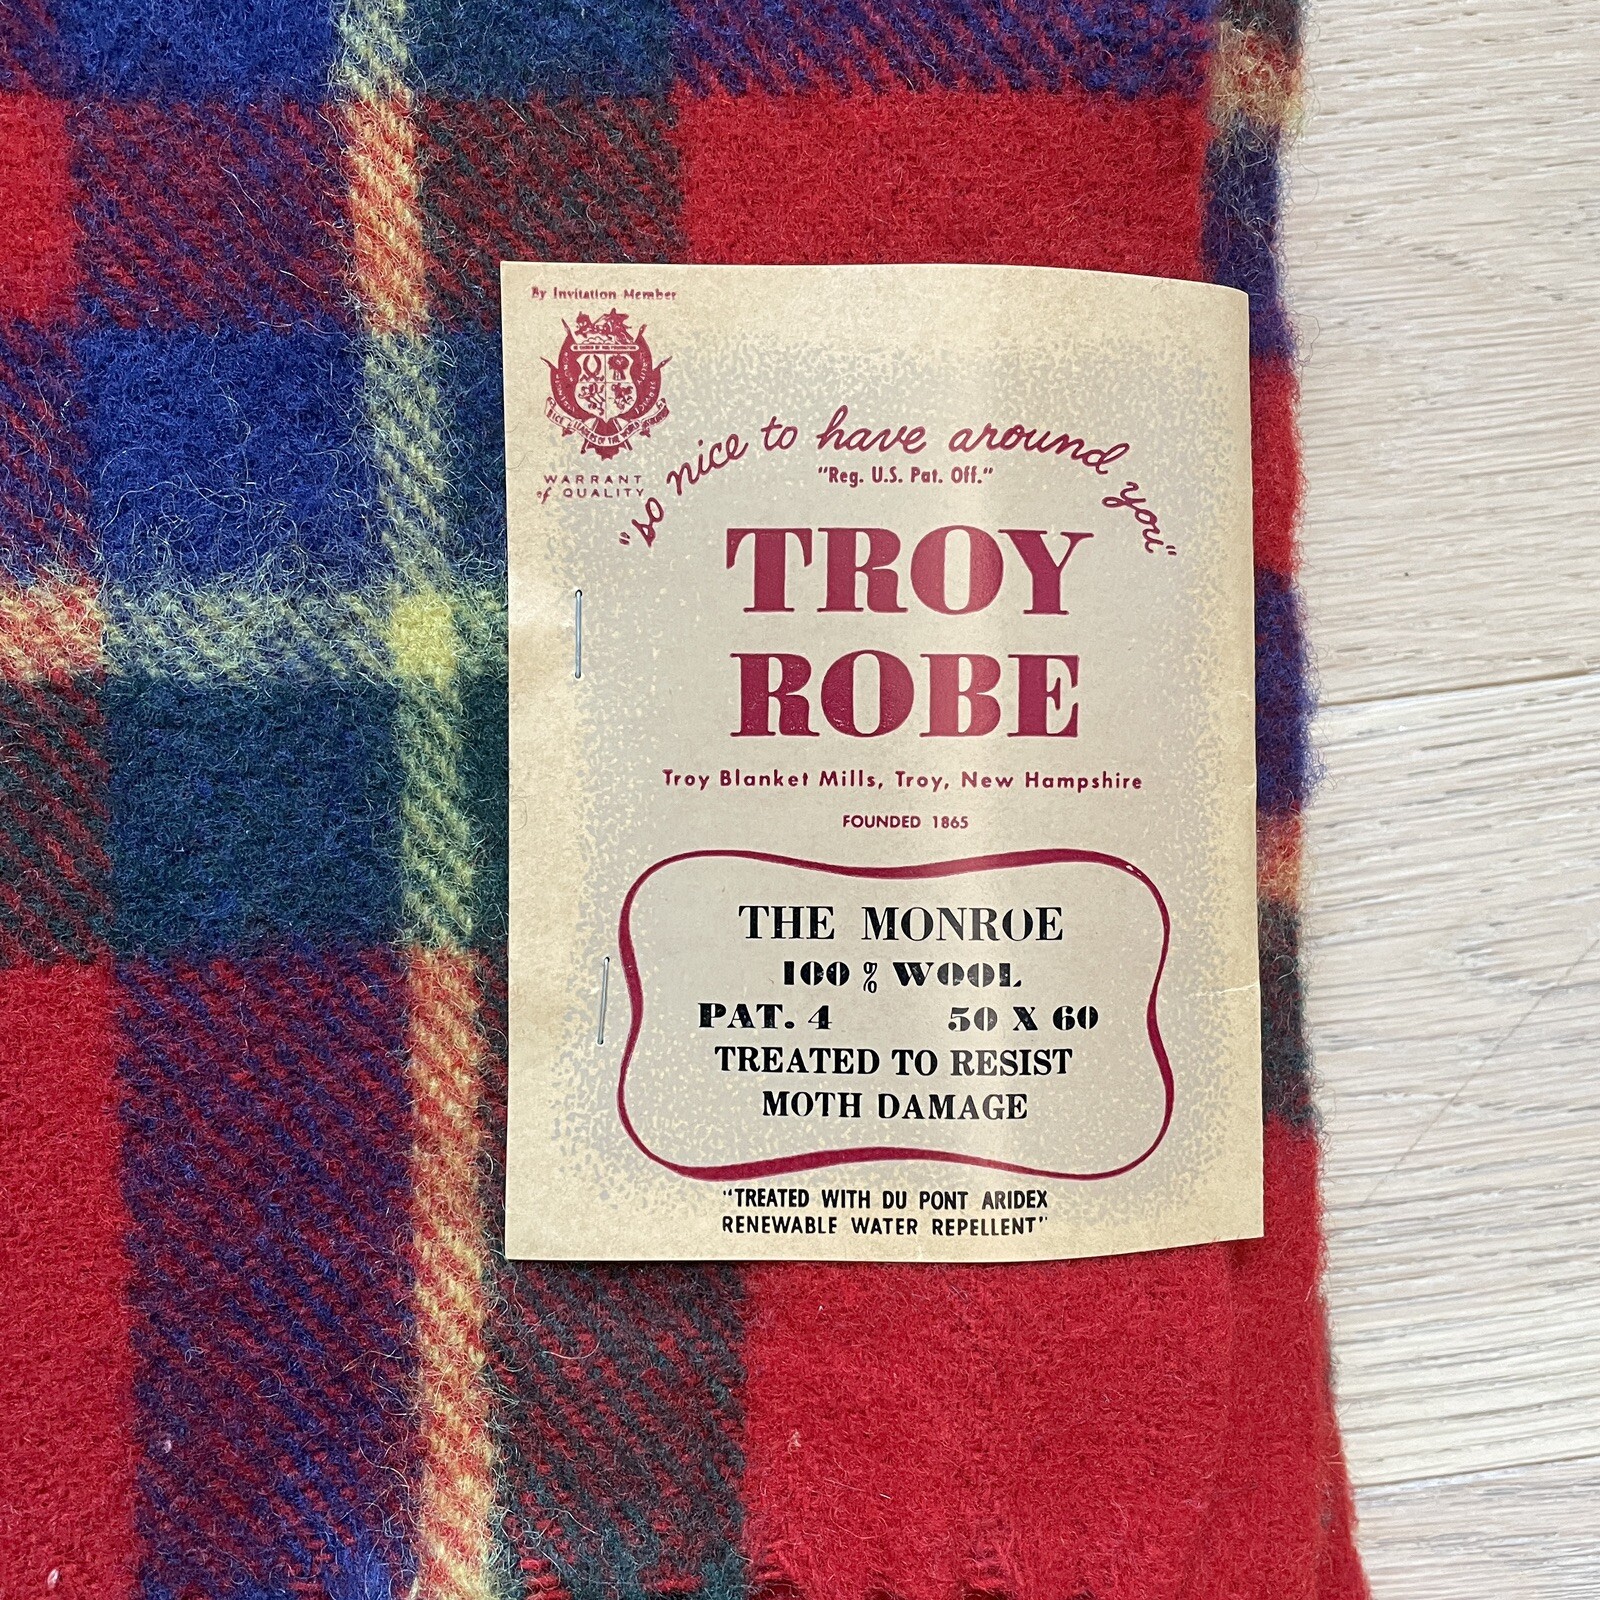 By Invitation Member
WARRANT
of QUALITY
"so nice to have around you"
"Reg. U.S. Pat. Off."
TROY
ROBE
Troy Blanket Mills, Troy, New Hampshire
FOUNDED 1865
THE MONROE
100% WOOL
PAT. 4 50 X 60
TREATED TO RESIST
MOTH DAMAGE
"TREATED WITH DU PONT ARIDEX
RENEWABLE WATER REPELLENT"